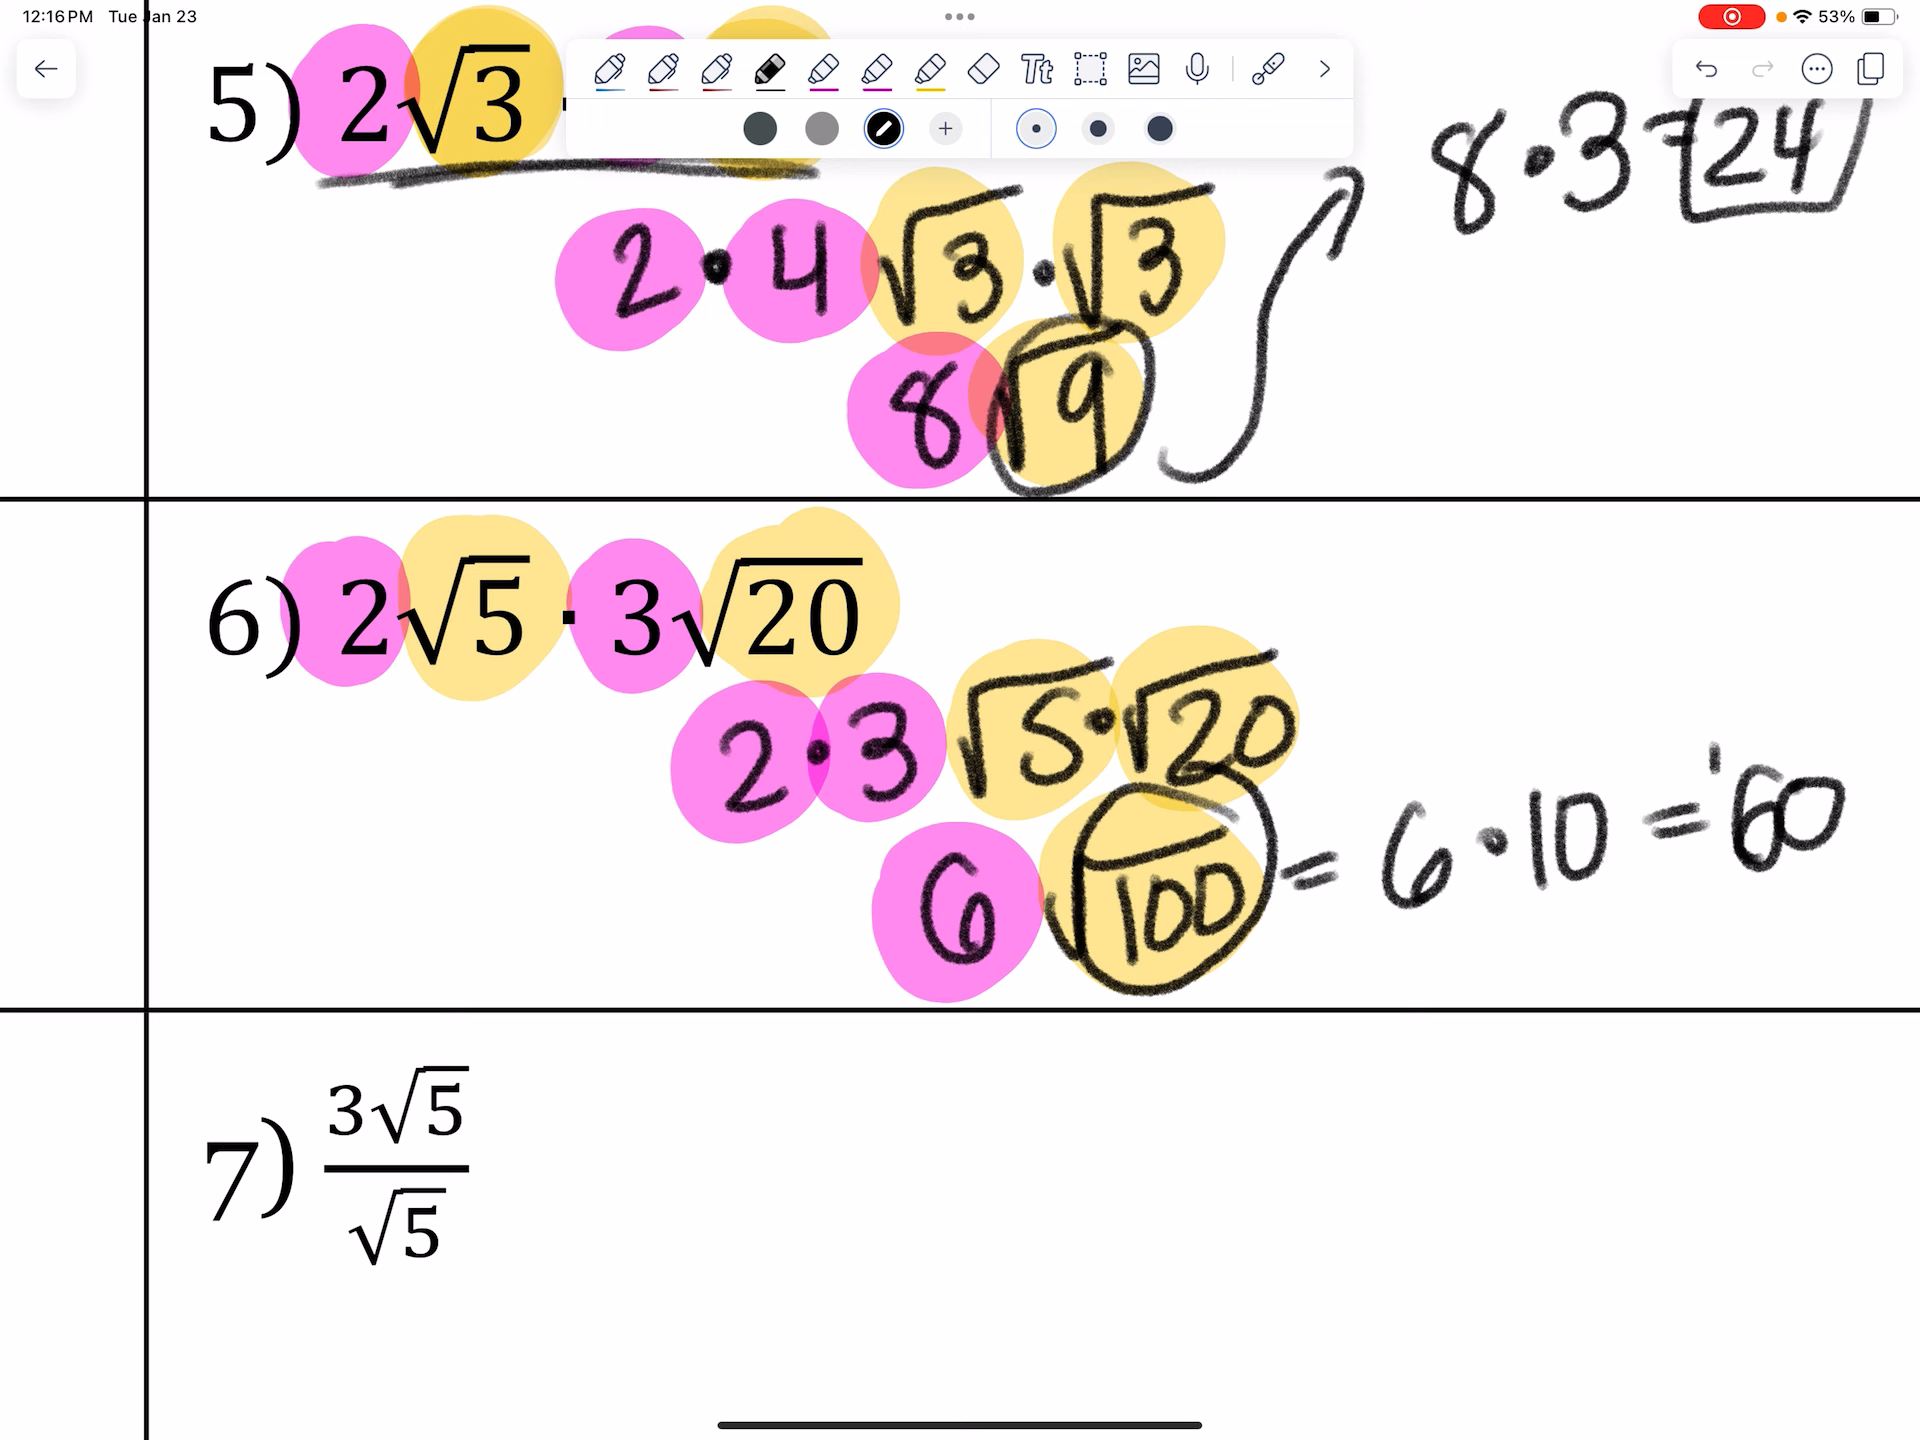 12:16 PM Tue Jan 23
53%
Tt
5) 2√3 ·
8·3=24
2·4√3·√3
8√9
6) 2√5 · 3√20
2·3√5·√20
6√100 = 6·10 = 60
7) 3√5
√5